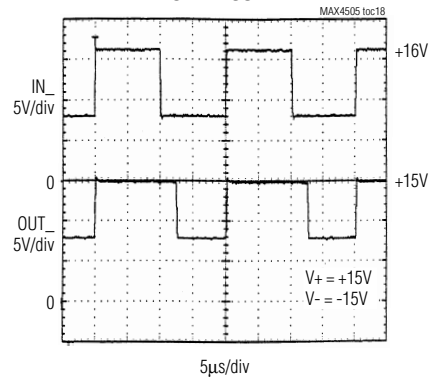 MAX4505 toc18
+16V
IN_
5V/div
0
+15V
OUT_
5V/div
V+ = +15V
V- = -15V
0
5μs/div